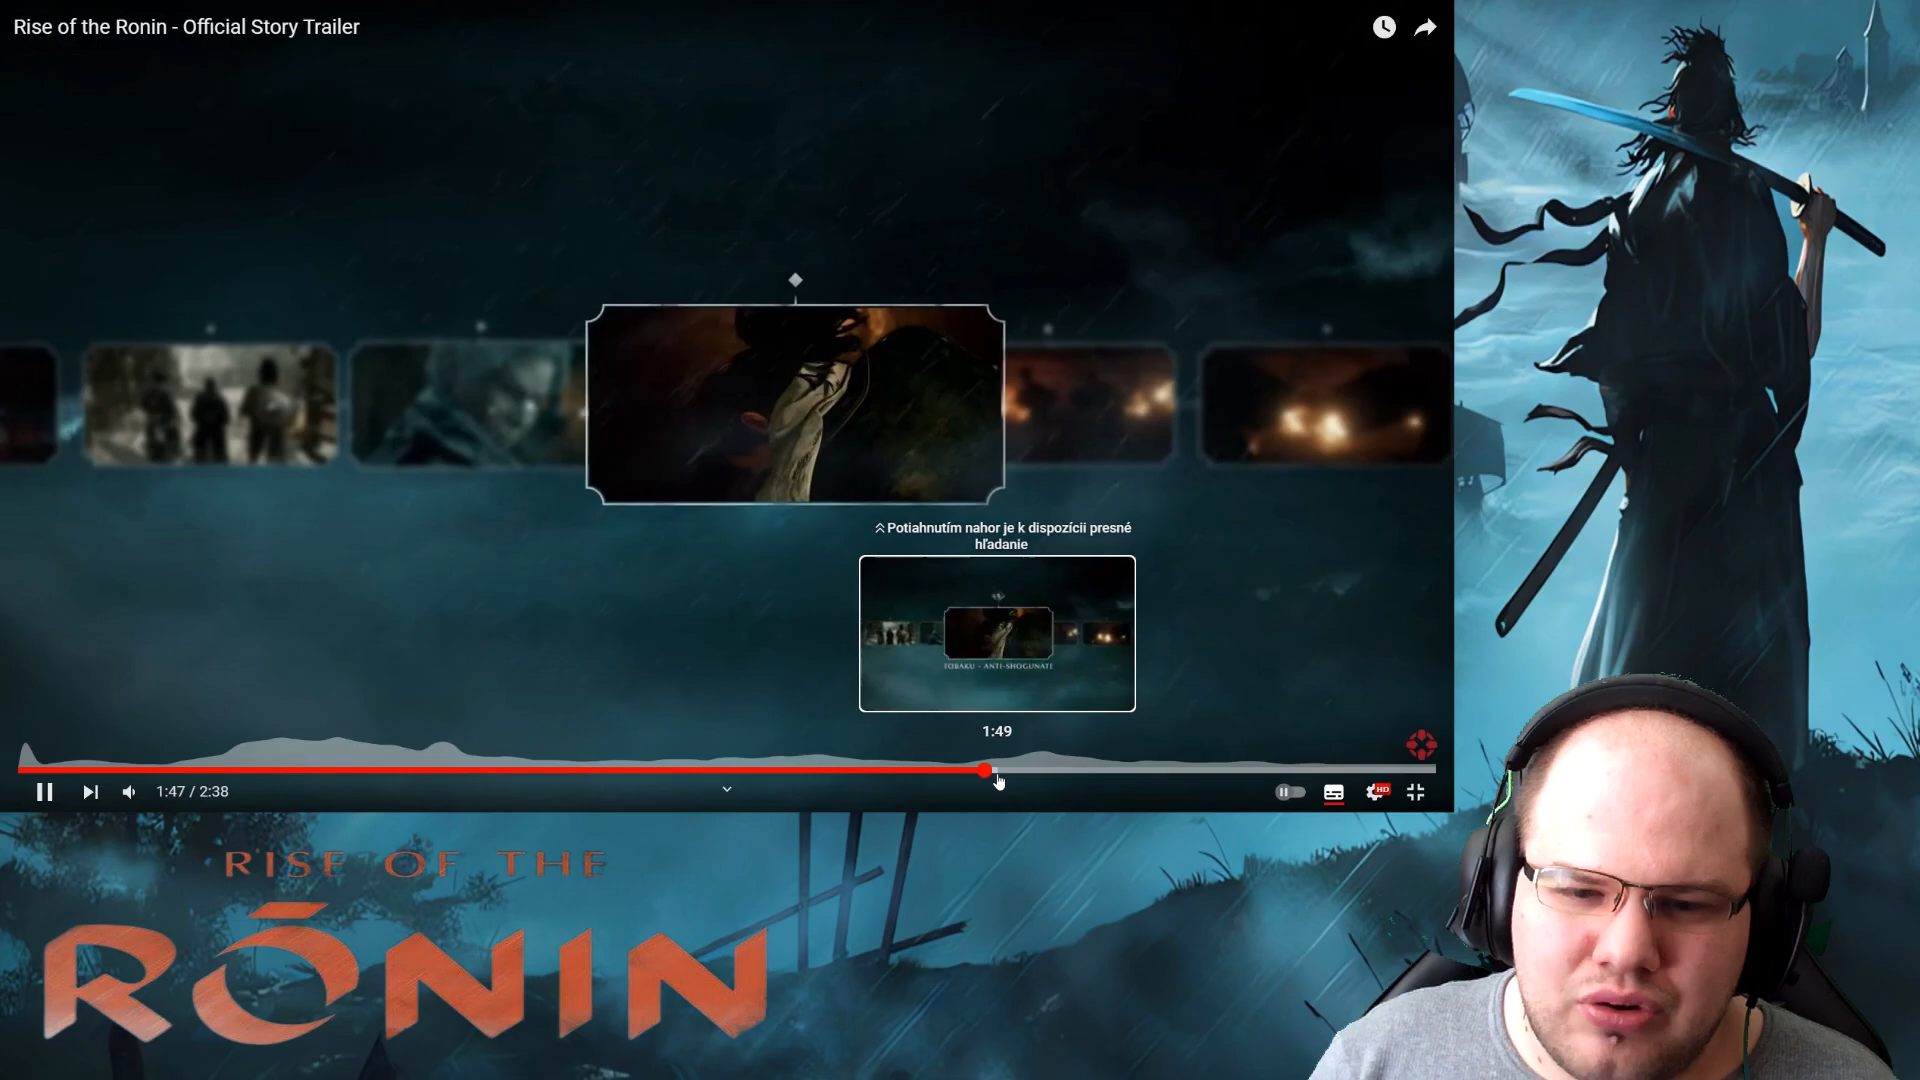 Rise of the Ronin - Official Story Trailer
Potiahnutím nahor je k dispozícii presné
hľadanie
TOBAKU - ANTI-SHOGUNATE
1:49
1:47 / 2:38
HD
RISE OF THE
RŌNIN